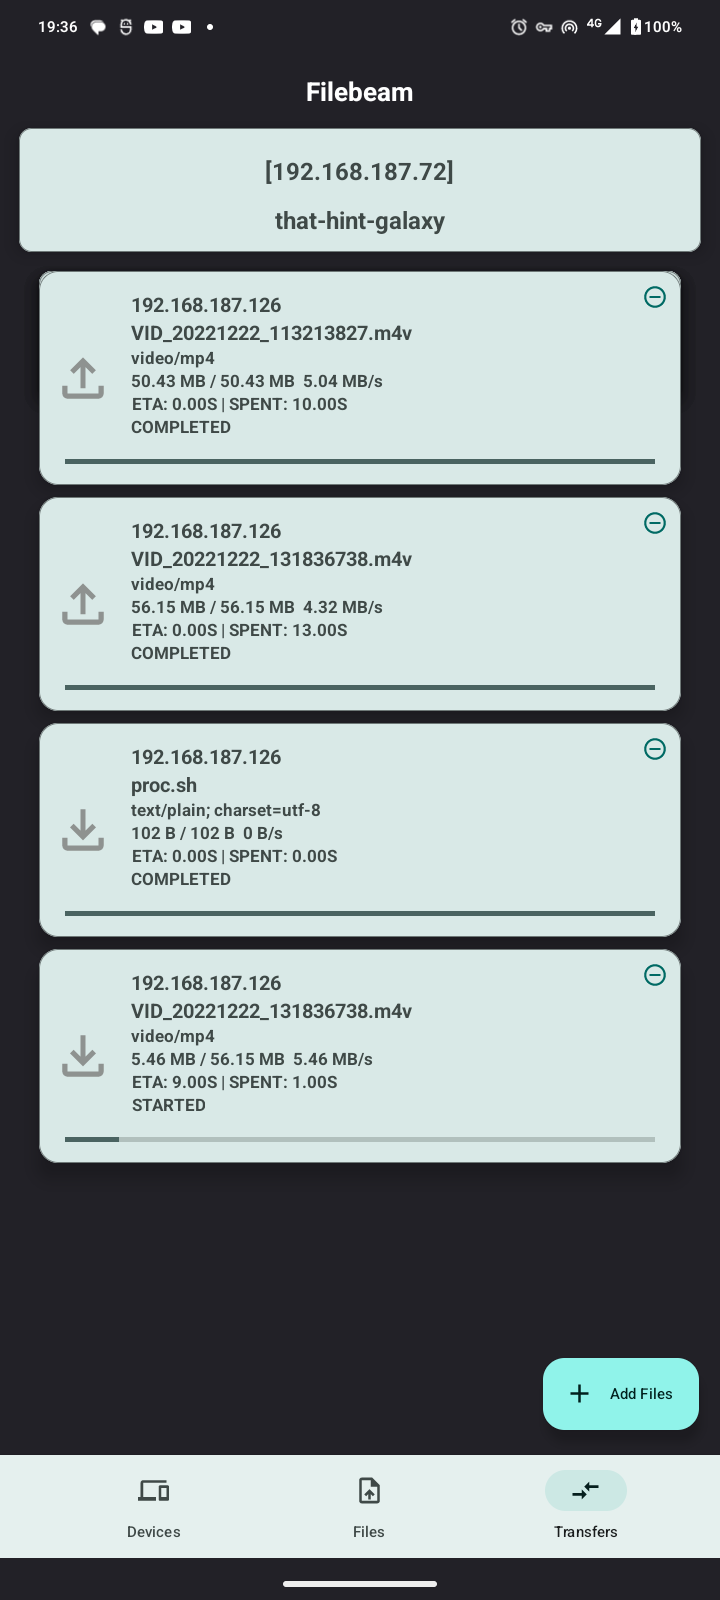 19:36
4G
100%
Filebeam
[192.168.187.72]
that-hint-galaxy
192.168.187.126
VID_20221222_113213827.m4v
video/mp4
50.43 MB / 50.43 MB  5.04 MB/s
ETA: 0.00S | SPENT: 10.00S
COMPLETED
192.168.187.126
VID_20221222_131836738.m4v
video/mp4
56.15 MB / 56.15 MB  4.32 MB/s
ETA: 0.00S | SPENT: 13.00S
COMPLETED
192.168.187.126
proc.sh
text/plain; charset=utf-8
102 B / 102 B  0 B/s
ETA: 0.00S | SPENT: 0.00S
COMPLETED
192.168.187.126
VID_20221222_131836738.m4v
video/mp4
5.46 MB / 56.15 MB  5.46 MB/s
ETA: 9.00S | SPENT: 1.00S
STARTED
Add Files
Devices
Files
Transfers